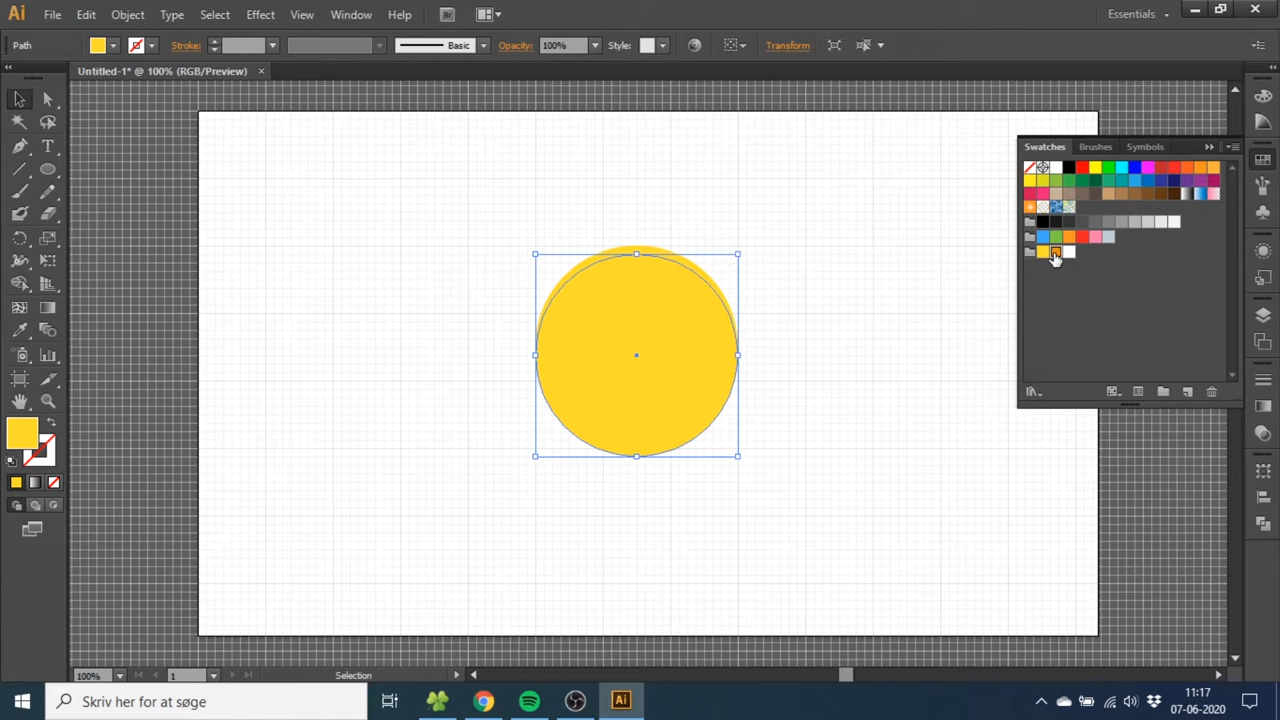 Ai File Edit Object Type Select Effect View Window Help Br Essentials
Path Stroke: Basic Opacity: 100% Style: Transform
Untitled-1* @ 100% (RGB/Preview)
Swatches Brushes Symbols
T
100% 1 Selection
Skriv her for at søge
Ai
11:17
07-06-2020